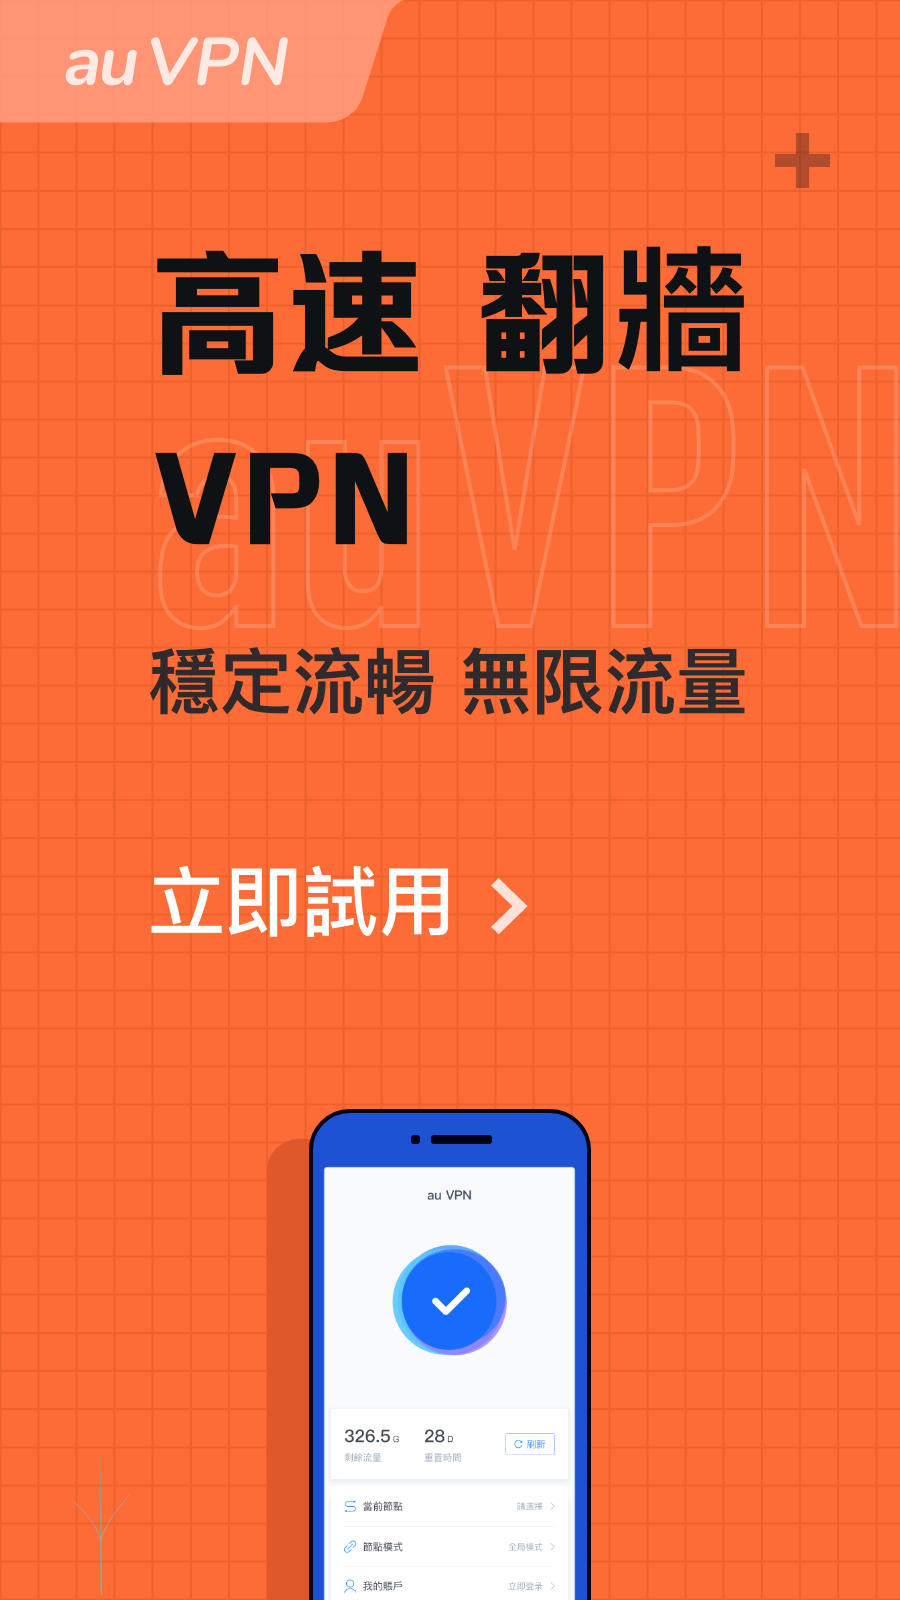 au VPN
高速 翻牆
VPN
auVPN
穩定流暢 無限流量
立即試用
au VPN
326.5 G
28 D
刷新
剩餘流量
重置時間
當前節點
請選擇
節點模式
全局模式
我的賬戶
立即登录